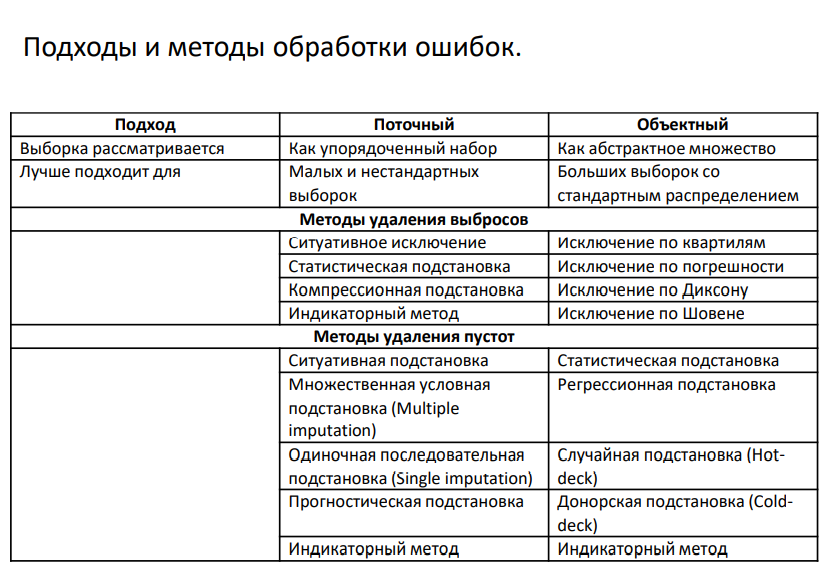 Подходы и методы обработки ошибок.
Подход Поточный Объектный
Выборка рассматривается Как упорядоченный набор Как абстрактное множество
Лучше подходит для Малых и нестандартных Больших выборок со
выборок стандартным распределением
Методы удаления выбросов
Ситуативное исключение Исключение по квартилям
Статистическая подстановка Исключение по погрешности
Компрессионная подстановка Исключение по Диксону
Индикаторный метод Исключение по Шовене
Методы удаления пустот
Ситуативная подстановка Статистическая подстановка
Множественная условная Регрессионная подстановка
подстановка (Multiple
imputation)
Одиночная последовательная Случайная подстановка (Hot-
подстановка (Single imputation) deck)
Прогностическая подстановка Донорская подстановка (Cold-
deck)
Индикаторный метод Индикаторный метод